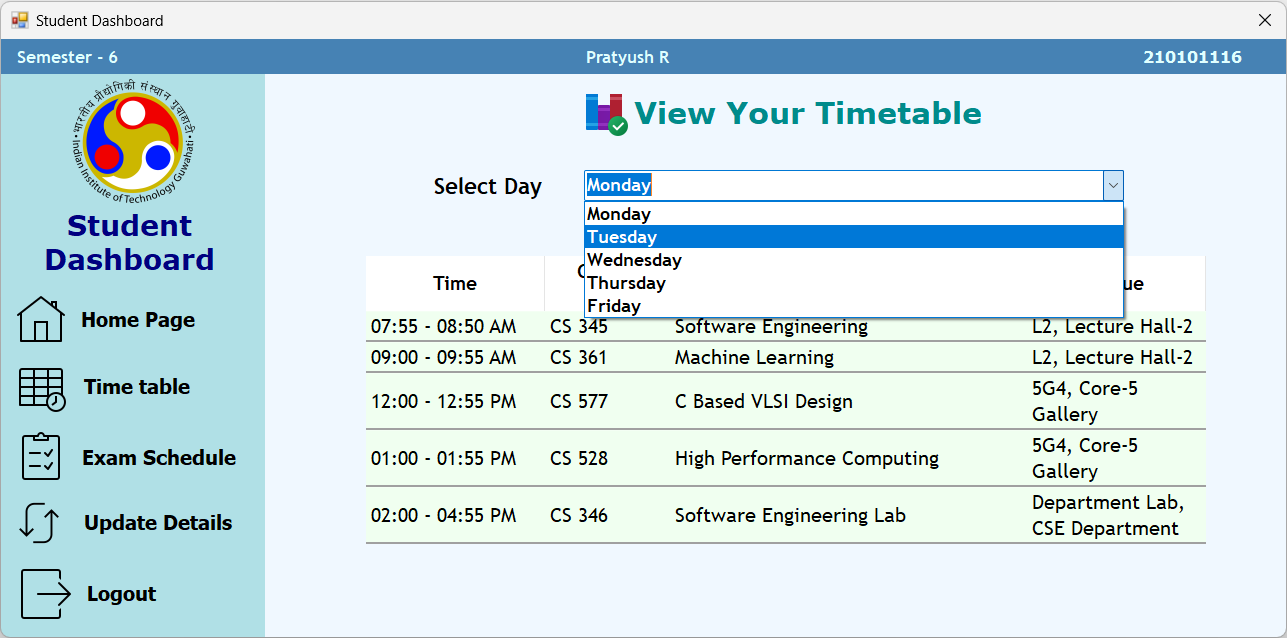 Student Dashboard
Semester - 6
Pratyush R
210101116
भारतीय प्रौद्योगिकी संस्थान गुवाहाटी
Indian Institute of Technology Guwahati
Student
Dashboard
Home Page
Time table
Exam Schedule
Update Details
Logout
View Your Timetable
Select Day
Monday
Monday
Tuesday
Wednesday
Thursday
Friday
Time
07:55 - 08:50 AM CS 345 Software Engineering L2, Lecture Hall-2
09:00 - 09:55 AM CS 361 Machine Learning L2, Lecture Hall-2
12:00 - 12:55 PM CS 577 C Based VLSI Design 5G4, Core-5
Gallery
01:00 - 01:55 PM CS 528 High Performance Computing 5G4, Core-5
Gallery
02:00 - 04:55 PM CS 346 Software Engineering Lab Department Lab,
CSE Department